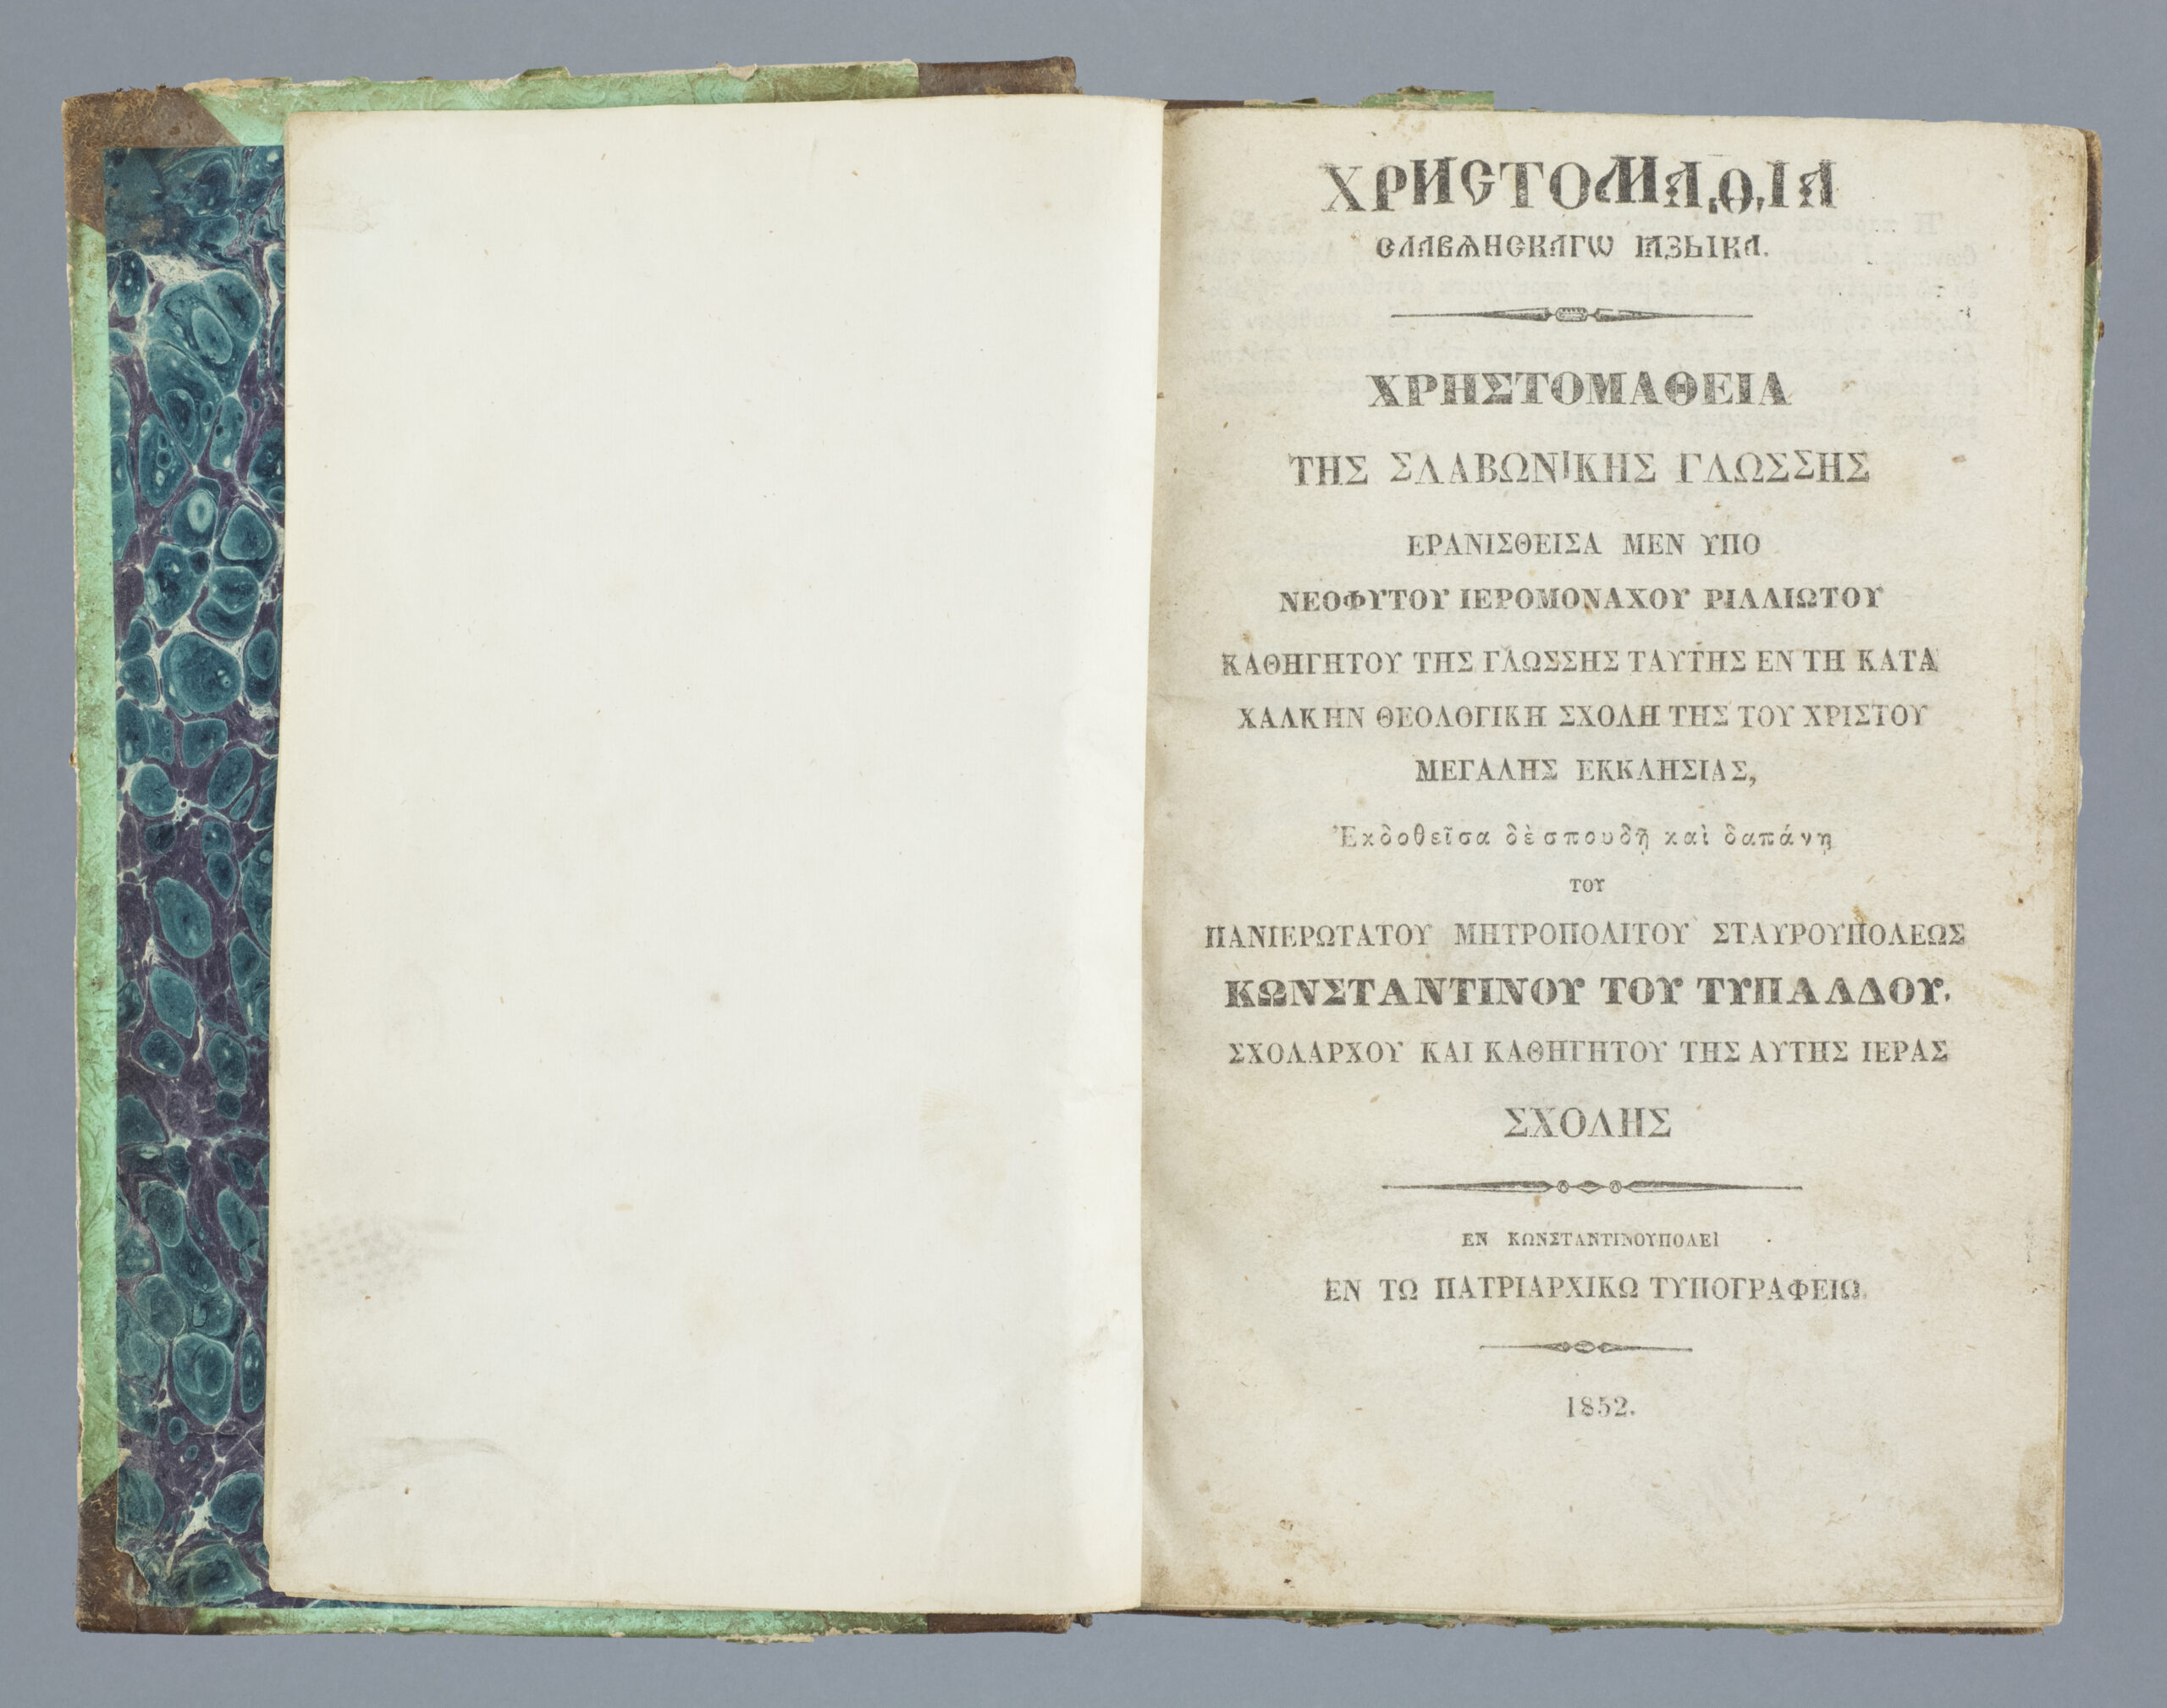 ХРИСТОМАѲІА
СЛАВѦНСКАГѠ ꙖЗЫКА.
ΧΡΗΣΤΟΜΑΘΕΙΑ
ΤΗΣ ΣΛΑΒΩΝΙΚΗΣ ΓΛΩΣΣΗΣ
ΕΡΑΝΙΣΘΕΙΣΑ ΜΕΝ ΥΠΟ
ΝΕΟΦΥΤΟΥ ΙΕΡΟΜΟΝΑΧΟΥ ΡΙΛΛΙΩΤΟΥ
ΚΑΘΗΓΗΤΟΥ ΤΗΣ ΓΛΩΣΣΗΣ ΤΑΥΤΗΣ ΕΝ ΤΗ ΚΑΤΑ
ΧΑΛΚΗΝ ΘΕΟΛΟΓΙΚΗ ΣΧΟΛΗ ΤΗΣ ΤΟΥ ΧΡΙΣΤΟΥ
ΜΕΓΑΛΗΣ ΕΚΚΛΗΣΙΑΣ,
Ἐκδοθεῖσα δὲ σπουδῇ καὶ δαπάνῃ
ΤΟΥ
ΠΑΝΙΕΡΩΤΑΤΟΥ ΜΗΤΡΟΠΟΛΙΤΟΥ ΣΤΑΥΡΟΥΠΟΛΕΩΣ
ΚΩΝΣΤΑΝΤΙΝΟΥ ΤΟΥ ΤΥΠΑΛΔΟΥ.
ΣΧΟΛΑΡΧΟΥ ΚΑΙ ΚΑΘΗΓΗΤΟΥ ΤΗΣ ΑΥΤΗΣ ΙΕΡΑΣ
ΣΧΟΛΗΣ
ΕΝ ΚΩΝΣΤΑΝΤΙΝΟΥΠΟΛΕΙ
ΕΝ ΤΩ ΠΑΤΡΙΑΡΧΙΚΩ ΤΥΠΟΓΡΑΦΕΙΩ.
1852.